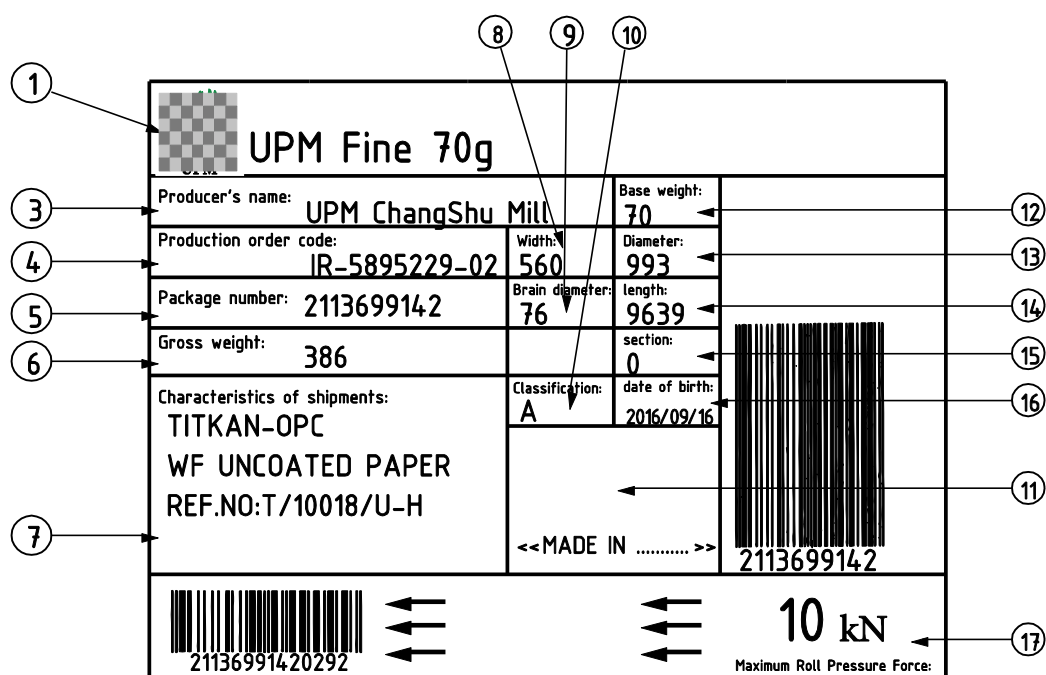 8 9 10
1
UPM Fine 70g
3 Producer's name: UPM ChangShu Mill Base weight: 70 12
4 Production order code: IR-5895229-02 Width: 560 Diameter: 993 13
5 Package number: 2113699142 Brain diameter: 76 length: 9639 14
6 Gross weight: 386 section: 0 15
Characteristics of shipments: Classification: A date of birth: 2016/09/16 16
TITKAN-OPC
WF UNCOATED PAPER
REF.NO:T/10018/U-H
11
7
<<MADE IN ........... >>
2113699142
10 kN
17
21136991420292
Maximum Roll Pressure Force: